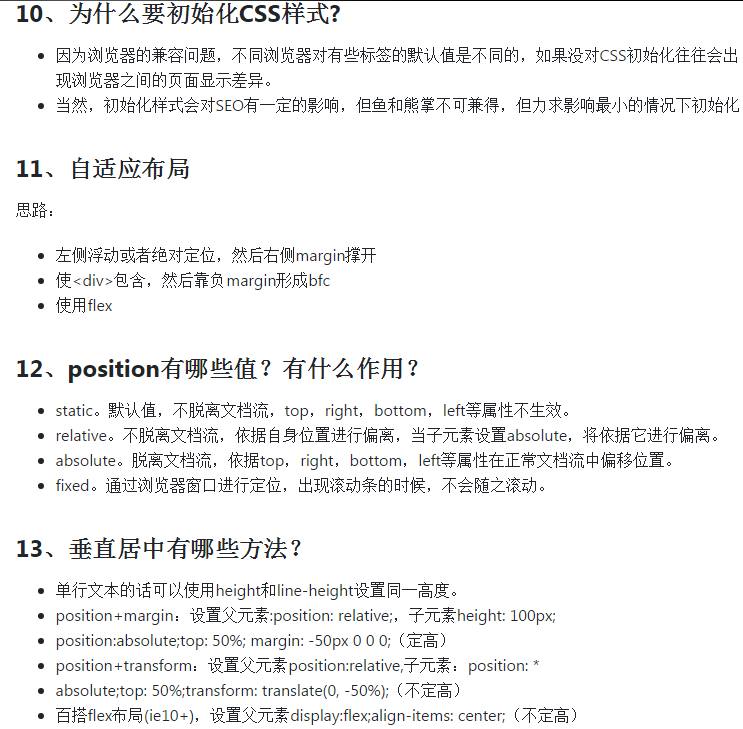 10、为什么要初始化CSS样式?
因为浏览器的兼容问题，不同浏览器对有些标签的默认值是不同的，如果没对CSS初始化往往会出
现浏览器之间的页面显示差异。
当然，初始化样式会对SEO有一定的影响，但鱼和熊掌不可兼得，但力求影响最小的情况下初始化
11、自适应布局
思路：
左侧浮动或者绝对定位，然后右侧margin撑开
使<div>包含，然后靠负margin形成bfc
使用flex
12、position有哪些值？有什么作用？
static。默认值，不脱离文档流，top，right，bottom，left等属性不生效。
relative。不脱离文档流，依据自身位置进行偏离，当子元素设置absolute，将依据它进行偏离。
absolute。脱离文档流，依据top，right，bottom，left等属性在正常文档流中偏移位置。
fixed。通过浏览器窗口进行定位，出现滚动条的时候，不会随之滚动。
13、垂直居中有哪些方法？
单行文本的话可以使用height和line-height设置同一高度。
position+margin：设置父元素:position: relative;，子元素height: 100px;
position:absolute;top: 50%; margin: -50px 0 0 0;（定高）
position+transform：设置父元素position:relative,子元素：position: *
absolute;top: 50%;transform: translate(0, -50%);（不定高）
百搭flex布局(ie10+)，设置父元素display:flex;align-items: center;（不定高）